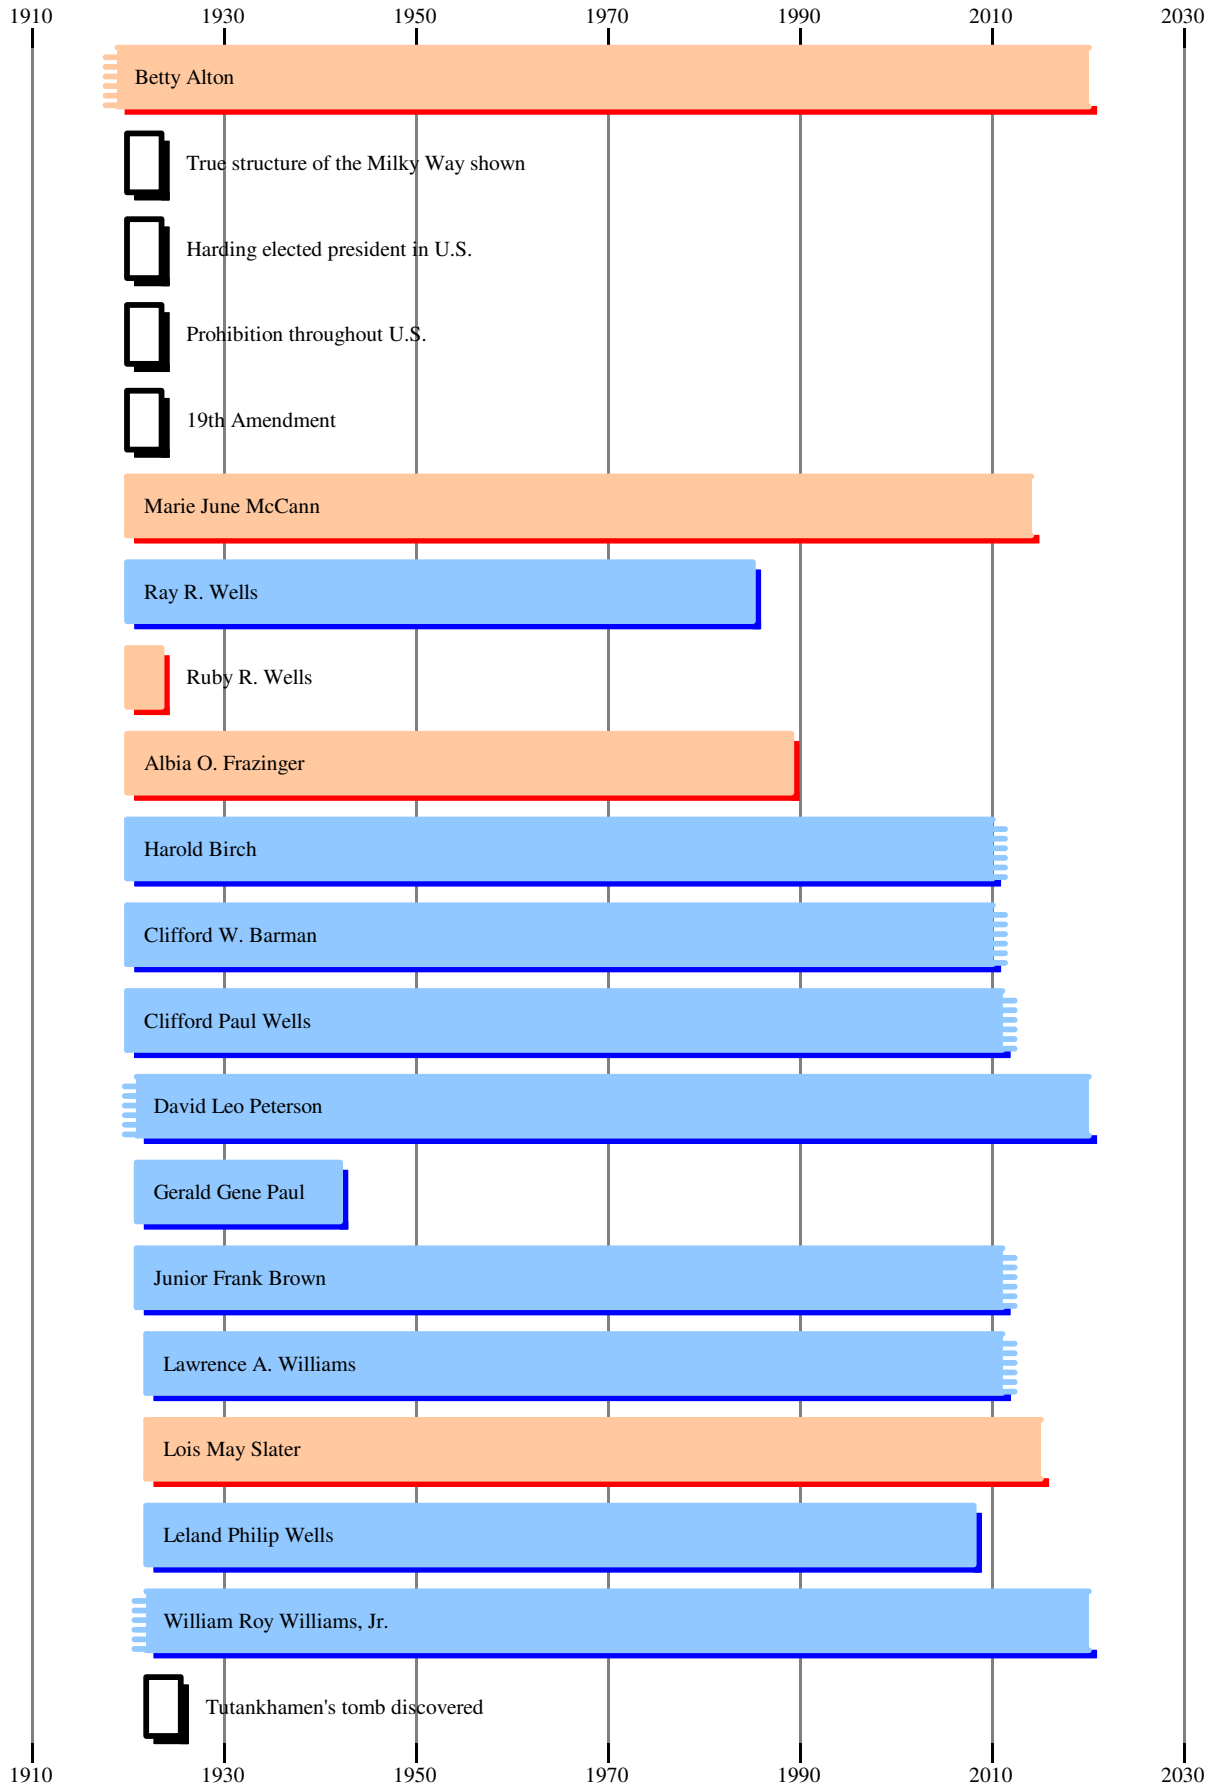 1910 1930 1950 1970 1990 2010 2030
Betty Alton
True structure of the Milky Way shown
Harding elected president in U.S.
Prohibition throughout U.S.
19th Amendment
Marie June McCann
Ray R. Wells
Ruby R. Wells
Albia O. Frazinger
Harold Birch
Clifford W. Barman
Clifford Paul Wells
David Leo Peterson
Gerald Gene Paul
Junior Frank Brown
Lawrence A. Williams
Lois May Slater
Leland Philip Wells
William Roy Williams, Jr.
Tutankhamen's tomb discovered
1910 1930 1950 1970 1990 2010 2030